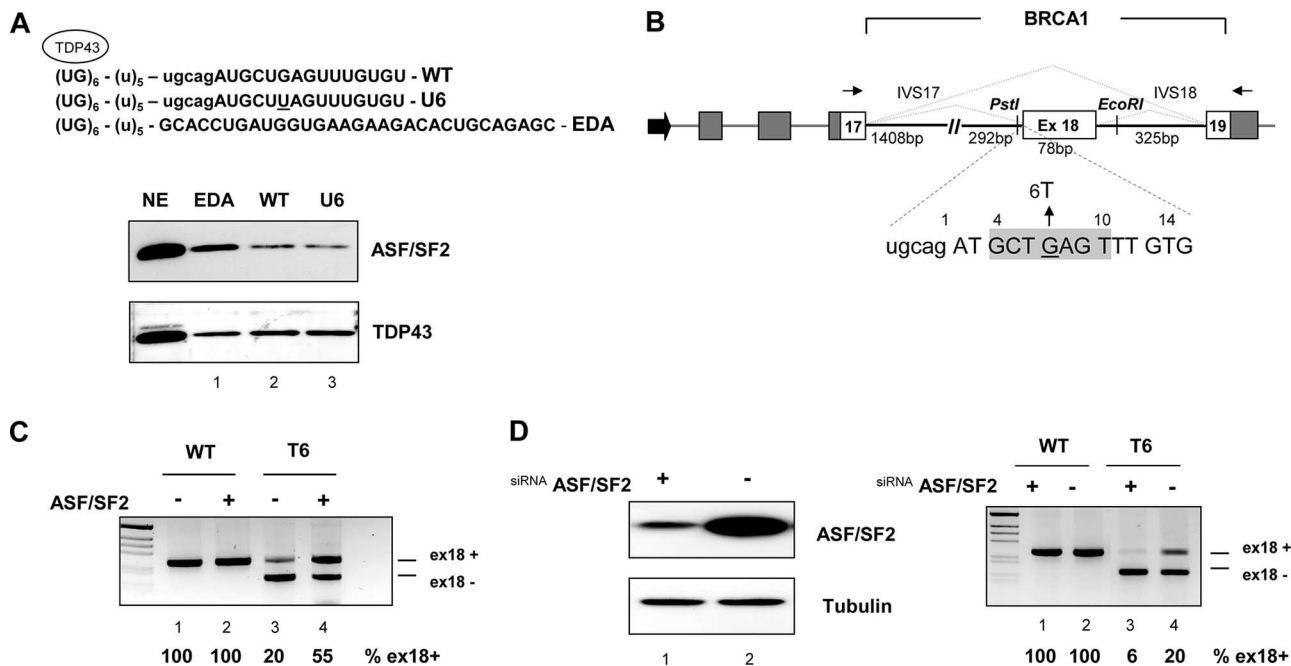 A
TDP43
(UG)6 - (u)5 – ugcagAUGCUGAGUUUGUGU - WT
(UG)6 - (u)5 – ugcagAUGCUUAGUUUGUGU - U6
(UG)6 - (u)5 - GCACCTGAUGGUGAAGAAGACACUGCAGAGC - EDA
NE EDA WT U6
ASF/SF2
TDP43
1 2 3
B
BRCA1
IVS17 PstI EcoRI IVS18
17 Ex 18 19
1408bp // 292bp 78bp 325bp
6T
1 4 10 14
ugcag AT GCT GAG TTT GTG
C
WT T6
ASF/SF2 - + - +
ex18 +
ex18 -
1 2 3 4
100 100 20 55 % ex18+
D
siRNA ASF/SF2 + -
ASF/SF2
Tubulin
1 2
WT T6
siRNA ASF/SF2 + - + -
ex18 +
ex18 -
1 2 3 4
100 100 6 20 % ex18+